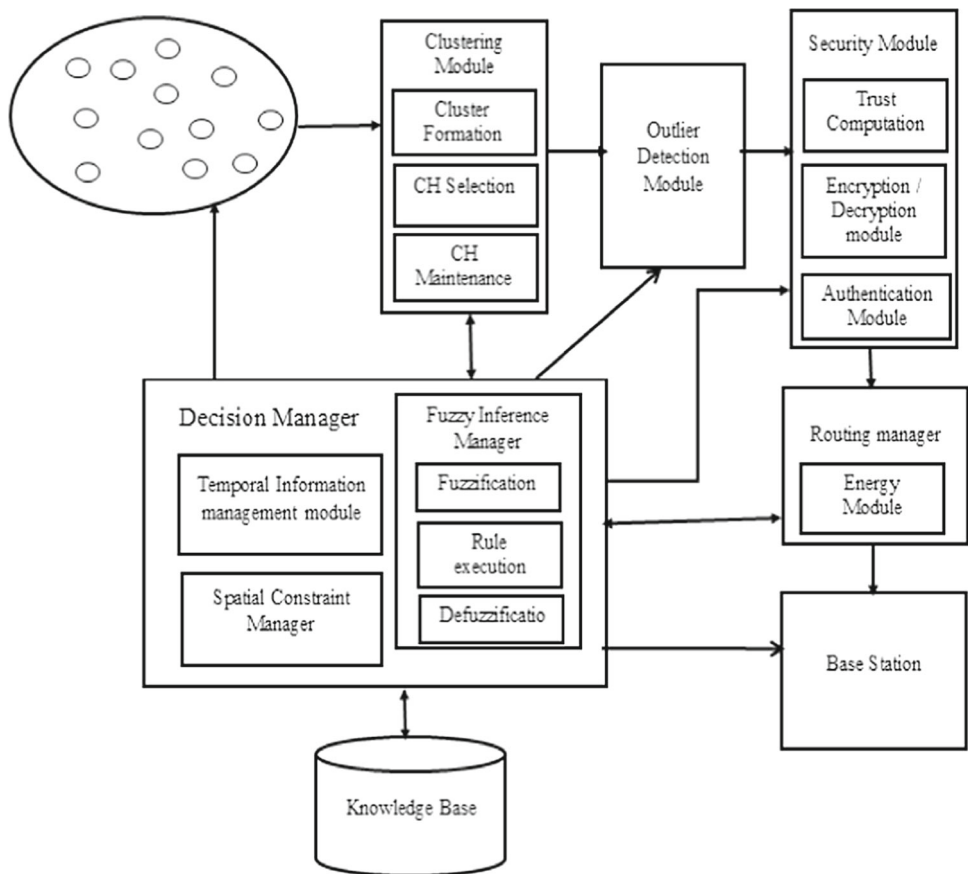 Clustering
Module
Cluster
Formation
CH Selection
CH
Maintenance
Outlier
Detection
Module
Security Module
Trust
Computation
Encryption /
Decryption
module
Authentication
Module
Decision Manager
Temporal Information
management module
Spatial Constraint
Manager
Fuzzy Inference
Manager
Fuzzification
Rule
execution
Defuzzificatio
Routing manager
Energy
Module
Base Station
Knowledge Base